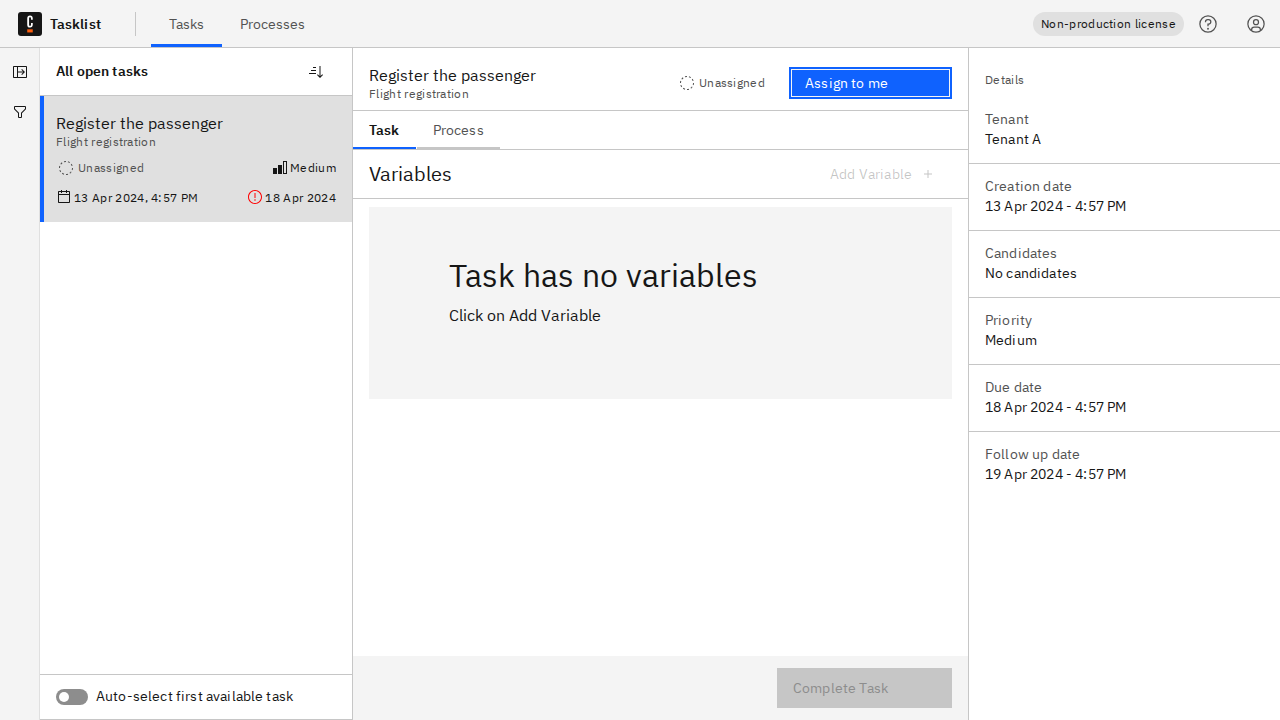 Tasklist
Tasks
Processes
Non-production license
All open tasks
Register the passenger
Flight registration
Unassigned
Medium
13 Apr 2024, 4:57 PM
18 Apr 2024
Auto-select first available task
Register the passenger
Flight registration
Unassigned
Assign to me
Task
Process
Variables
Add Variable
Task has no variables
Click on Add Variable
Complete Task
Details
Tenant
Tenant A
Creation date
13 Apr 2024 - 4:57 PM
Candidates
No candidates
Priority
Medium
Due date
18 Apr 2024 - 4:57 PM
Follow up date
19 Apr 2024 - 4:57 PM